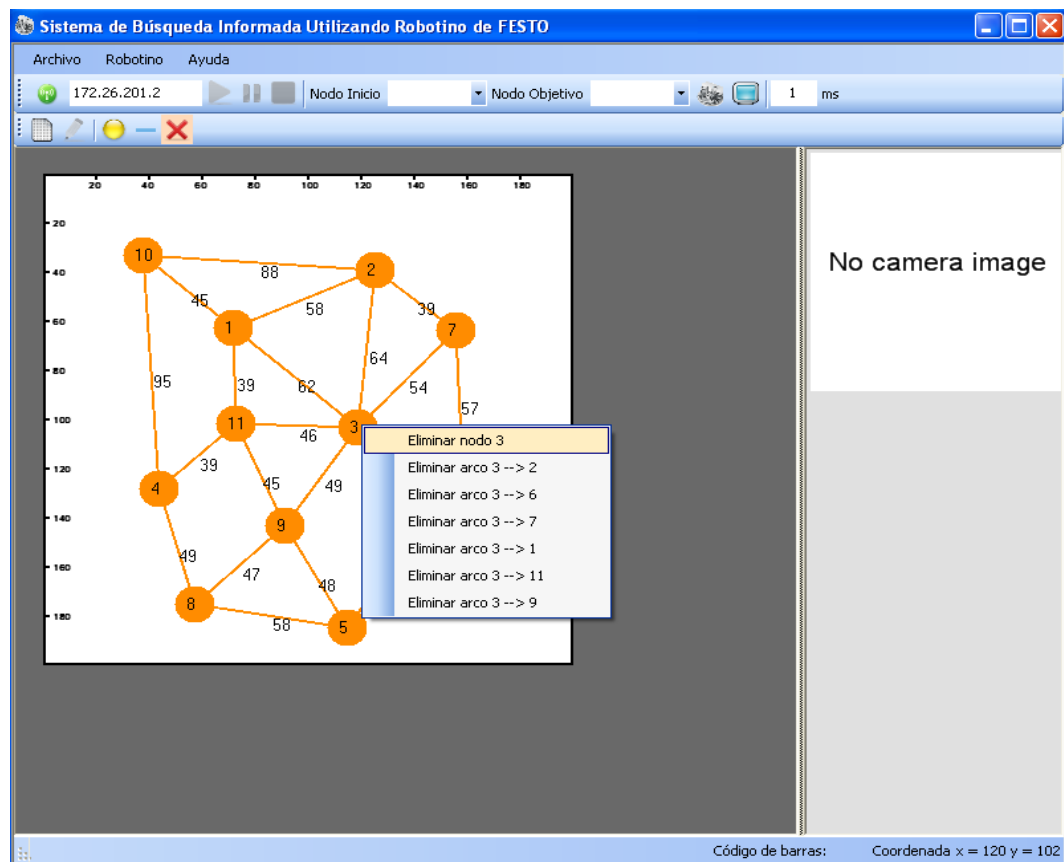 Sistema de Búsqueda Informada Utilizando Robotino de FESTO
Archivo Robotino Ayuda
172.26.201.2 Nodo Inicio Nodo Objetivo 1 ms
20 40 60 80 100 120 140 160 180
20
40
60
80
100
120
140
160
180
10
2
88
45
58
39
1
7
64
95
39
62
54
57
11
3
46
39
45
49
4
9
49
47
48
8
58
5
Eliminar nodo 3
Eliminar arco 3 --> 2
Eliminar arco 3 --> 6
Eliminar arco 3 --> 7
Eliminar arco 3 --> 1
Eliminar arco 3 --> 11
Eliminar arco 3 --> 9
No camera image
Código de barras: Coordenada x = 120 y = 102